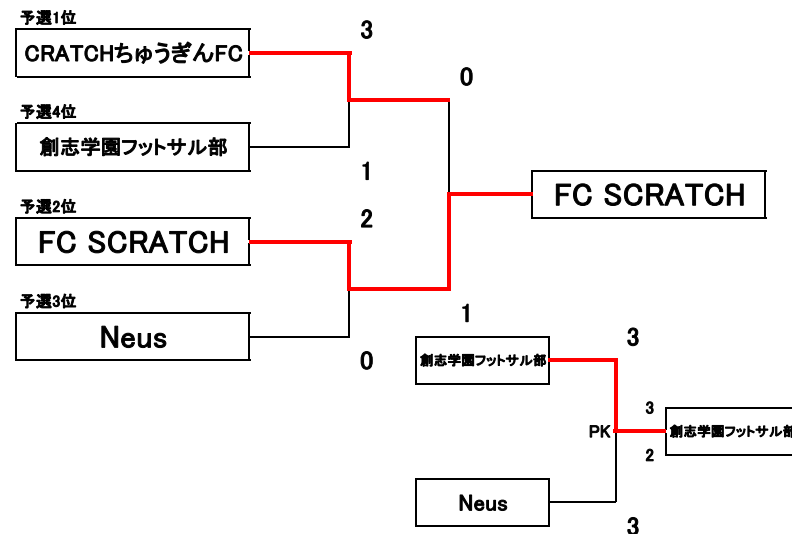 予選1位
CRATCHちゅうぎんFC
3
0
予選4位
創志学園フットサル部
1
予選2位
2
FC SCRATCH
FC SCRATCH
予選3位
Neus
0
1
創志学園フットサル部
3
3
PK
創志学園フットサル部
2
Neus
3